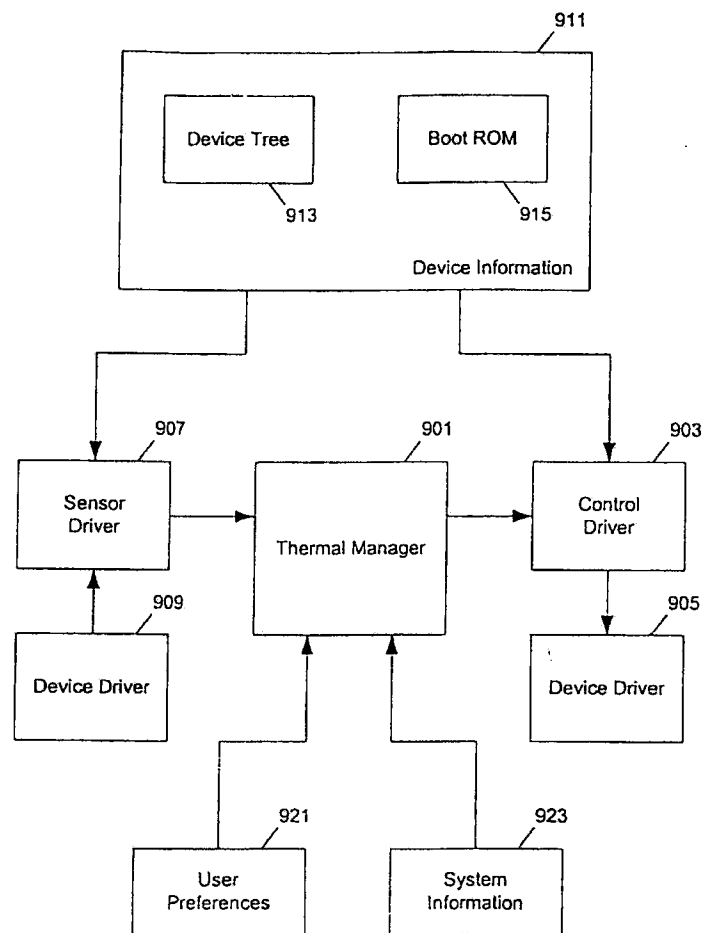 911
Device Tree
Boot ROM
913
915
Device Information
907
901
903
Sensor
Driver
Thermal Manager
Control
Driver
909
905
Device Driver
Device Driver
921
923
User
Preferences
System
Information